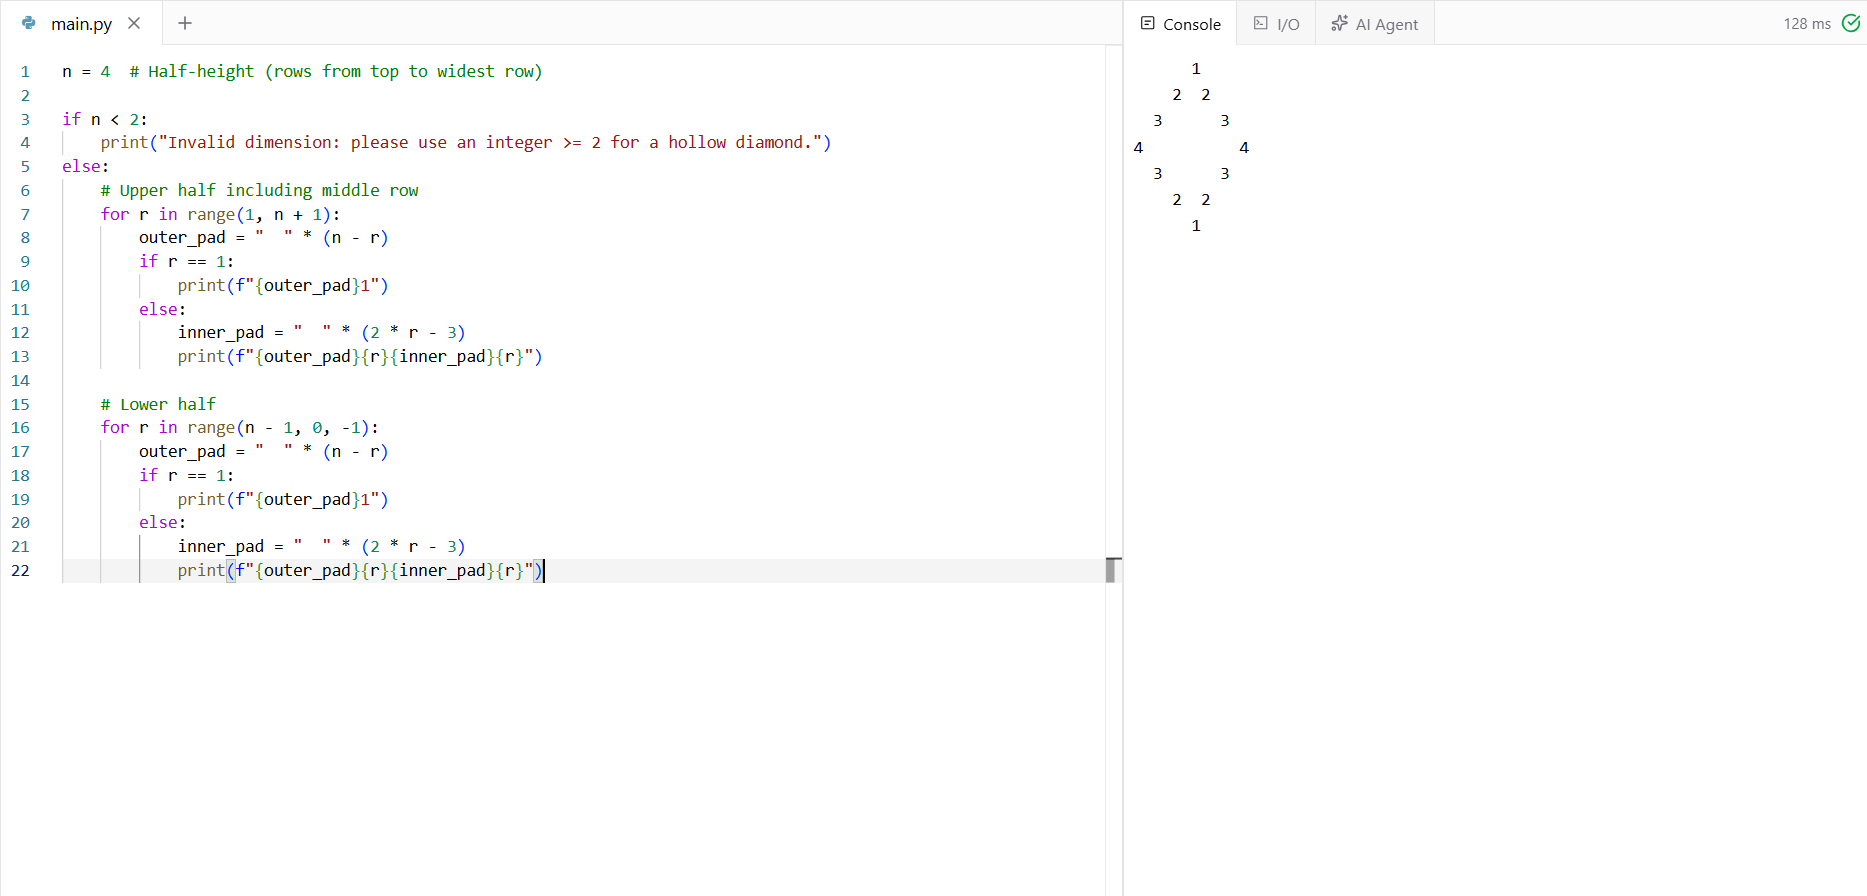 main.py
Console I/O AI Agent 128 ms
1 n = 4  # Half-height (rows from top to widest row)
2
3 if n < 2:
4     print("Invalid dimension: please use an integer >= 2 for a hollow diamond.")
5 else:
6     # Upper half including middle row
7     for r in range(1, n + 1):
8         outer_pad = "  " * (n - r)
9         if r == 1:
10             print(f"{outer_pad}1")
11         else:
12             inner_pad = "  " * (2 * r - 3)
13             print(f"{outer_pad}{r}{inner_pad}{r}")
14
15     # Lower half
16     for r in range(n - 1, 0, -1):
17         outer_pad = "  " * (n - r)
18         if r == 1:
19             print(f"{outer_pad}1")
20         else:
21             inner_pad = "  " * (2 * r - 3)
22             print(f"{outer_pad}{r}{inner_pad}{r}")
      1
    2  2
  3      3
4          4
  3      3
    2  2
      1